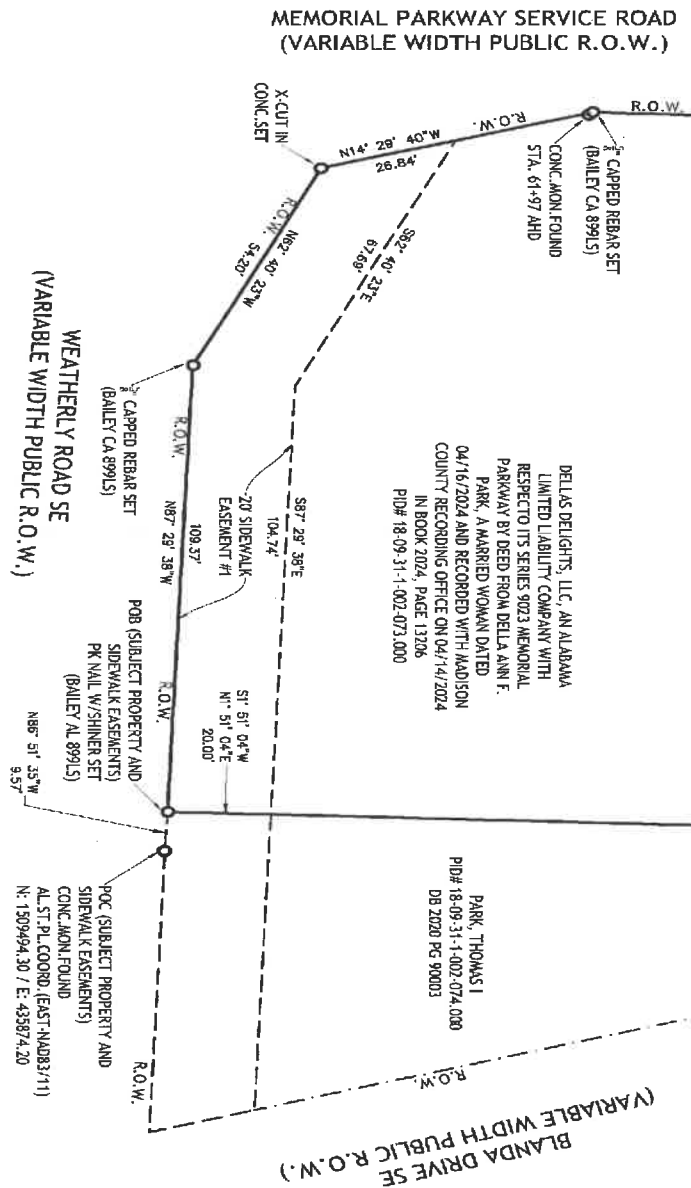 MEMORIAL PARKWAY SERVICE ROAD
(VARIABLE WIDTH PUBLIC R.O.W.)
R.O.W.
CAPPED REBAR SET
(BAILEY CA 899LS)
CONC.MON.FOUND
STA. 61+97 AHD
R.O.W.
N14° 29' 40"W
26.84'
X-CUT IN
CONC.SET
R.O.W.
N62° 40' 23"W
54.20'
S62° 40' 23"E
67.69'
CAPPED REBAR SET
(BAILEY CA 899LS)
WEATHERLY ROAD SE
(VARIABLE WIDTH PUBLIC R.O.W.)
DELLAS DELIGHTS, LLC, AN ALABAMA
LIMITED LIABILITY COMPANY WITH
RESPECTO ITS SERIES 9023 MEMORIAL
PARKWAY BY DEED FROM DELLA ANN F.
PARK, A MARRIED WOMAN DATED
04/16/2024 AND RECORDED WITH MADISON
COUNTY RECORDING OFFICE ON 04/14/2024
IN BOOK 2024, PAGE 13206
PID# 18-09-31-1-002-073.000
S87° 29' 38"E
104.74'
20' SIDEWALK
EASEMENT #1
R.O.W.
109.37'
N87° 29' 38"W
R.O.W.
S1° 51' 04"W
N1° 51' 04"E
20.00'
POB (SUBJECT PROPERTY AND
SIDEWALK EASEMENTS)
PK NAIL W/SHINER SET
(BAILEY AL 899LS)
N86° 51' 35"W
9.57'
POC (SUBJECT PROPERTY AND
SIDEWALK EASEMENTS)
CONC.MON.FOUND
AL.ST.PL.COORD.(EAST-NAD83/11)
N: 1509494.30 / E: 435874.20
PARK, THOMAS I
PID# 18-09-31-1-002-074.000
DB 2020 PG 90003
R.O.W.
R.O.W.
BLANDA DRIVE SE
(VARIABLE WIDTH PUBLIC R.O.W.)